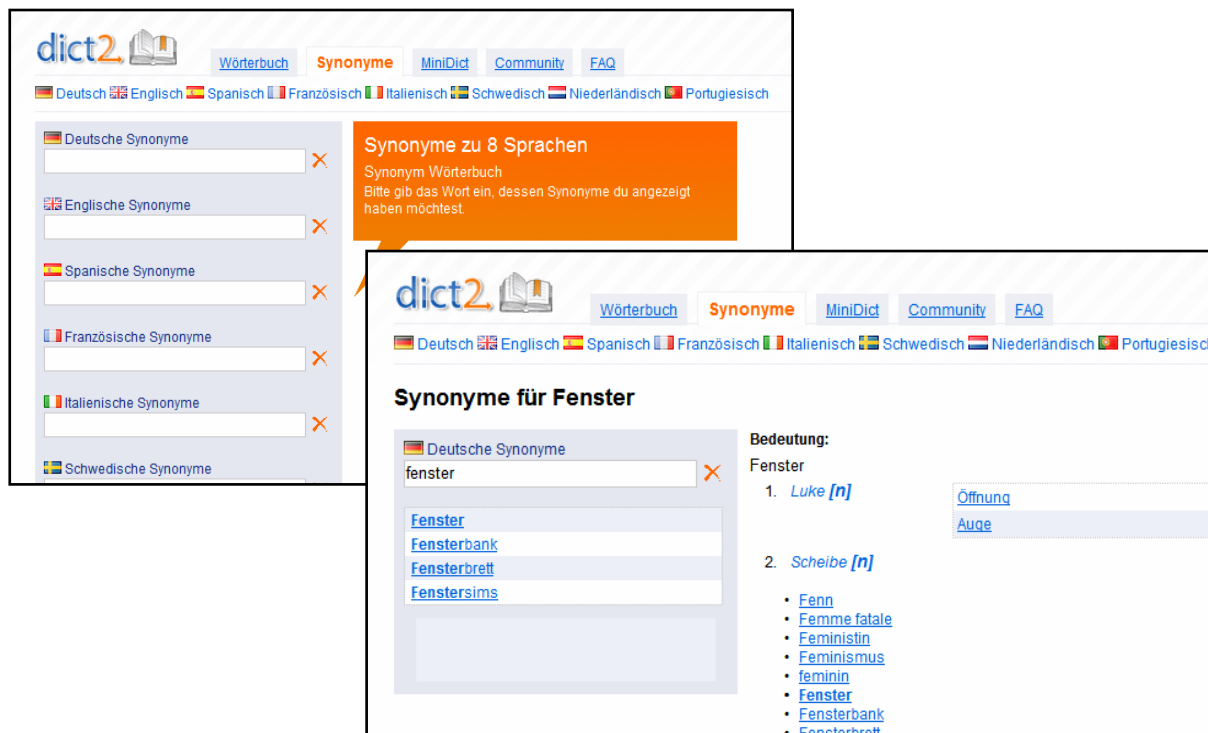 dict2.
Wörterbuch Synonyme MiniDict Community FAQ
Deutsch Englisch Spanisch Französisch Italienisch Schwedisch Niederländisch Portugiesisch
Deutsche Synonyme
Englische Synonyme
Spanische Synonyme
Französische Synonyme
Italienische Synonyme
Schwedische Synonyme
Synonyme zu 8 Sprachen
Synonym Wörterbuch
Bitte gib das Wort ein, dessen Synonyme du angezeigt
haben möchtest.
dict2.
Wörterbuch Synonyme MiniDict Community FAQ
Deutsch Englisch Spanisch Französisch Italienisch Schwedisch Niederländisch Portugiesisch
Synonyme für Fenster
Deutsche Synonyme
fenster
Fenster
Fensterbank
Fensterbrett
Fenstersims
Bedeutung:
Fenster
1. Luke [n]
Öffnung
Auge
2. Scheibe [n]
• Fenn
• Femme fatale
• Feministin
• Feminismus
• feminin
• Fenster
• Fensterbank
• Fensterbrett